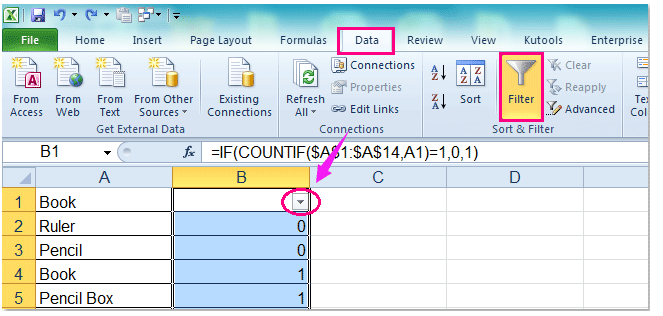 File Home Insert Page Layout Formulas Data Review View Kutools Enterprise
From Access From Web From Text From Other Sources Existing Connections Refresh All Connections Properties Edit Links A Z Z A A Z Z A Sort Filter Clear Reapply Advanced Text
Get External Data Connections Sort & Filter
B1 fx =IF(COUNTIF($A$1:$A$14,A1)=1,0,1)
A B C D
1 Book
2 Ruler 0
3 Pencil 0
4 Book 1
5 Pencil Box 1